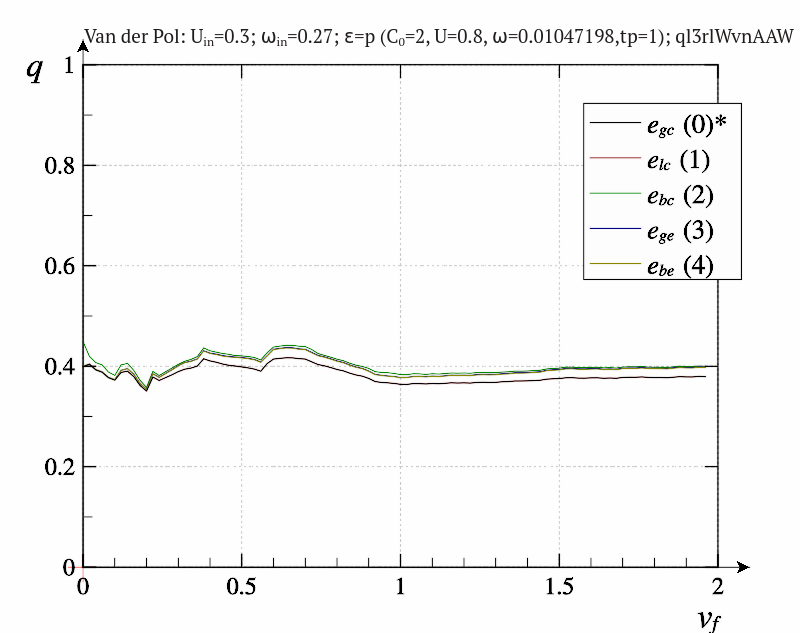 Van der Pol: Uin=0.3; ωin=0.27; ε=p (C0=2, U=0.8, ω=0.01047198,tp=1); ql3rlWvnAAW
q
1
egc (0)*
elc (1)
0.8
ebc (2)
ege (3)
0.6
ebe (4)
0.4
0.2
0
0 0.5 1 1.5 2
vf